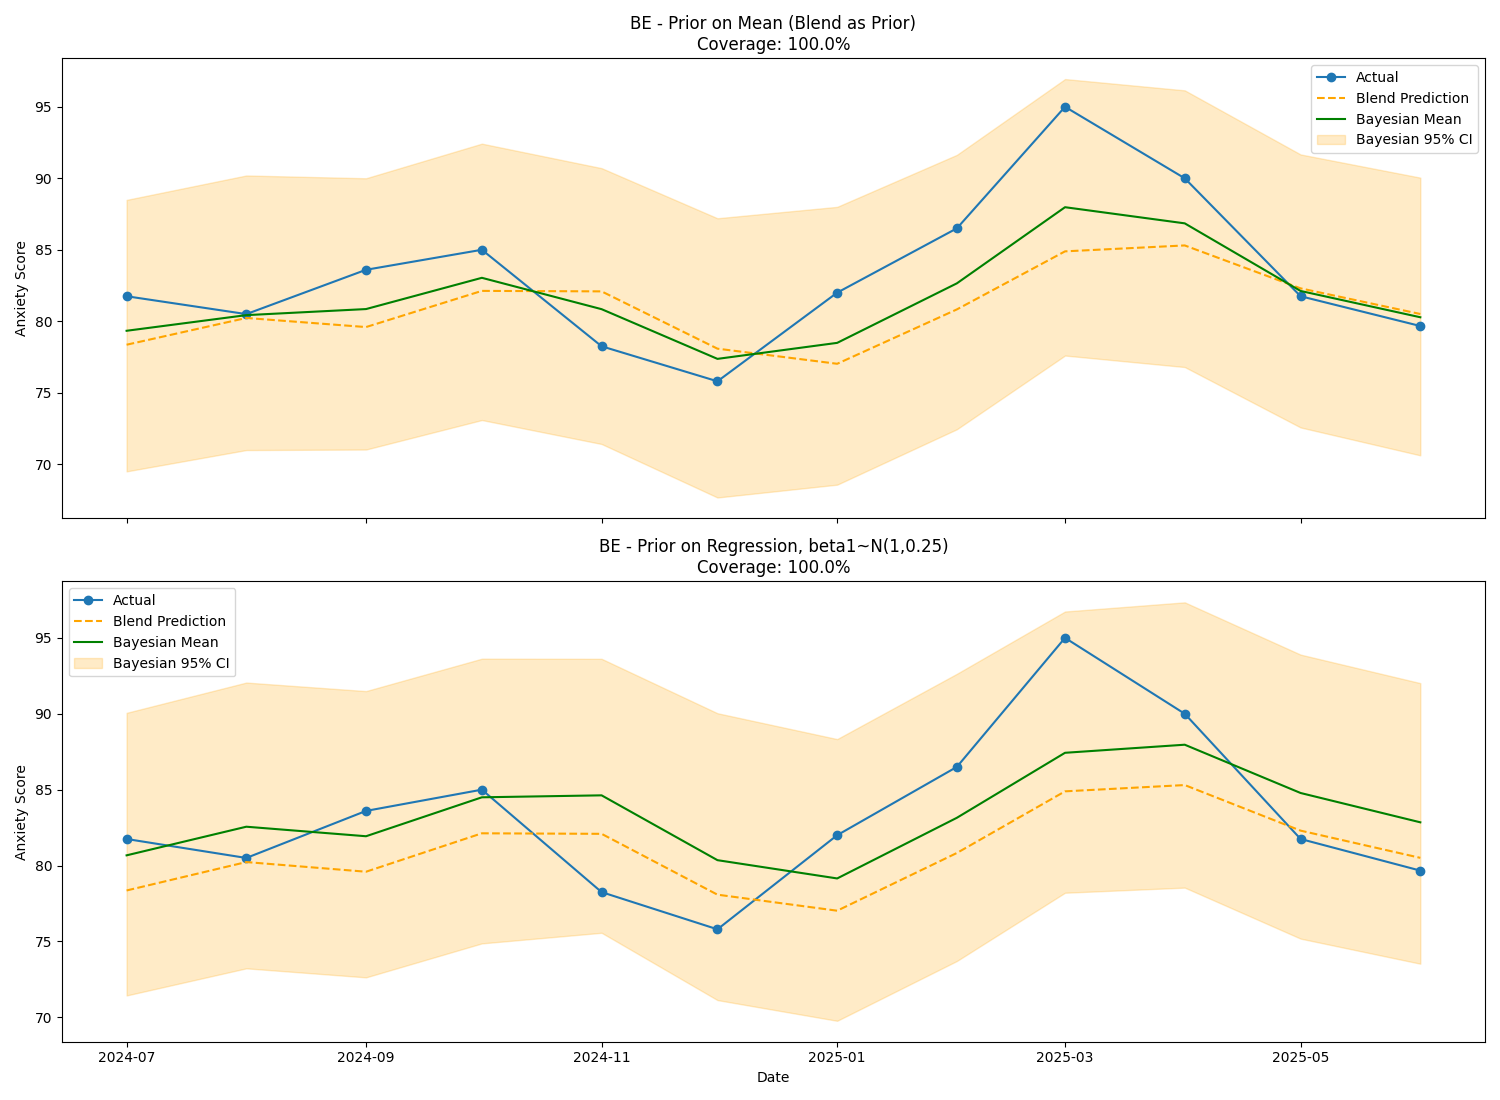 BE - Prior on Mean (Blend as Prior)
Coverage: 100.0%
Anxiety Score
95
90
85
80
75
70
Actual
Blend Prediction
Bayesian Mean
Bayesian 95% CI
BE - Prior on Regression, beta1~N(1,0.25)
Coverage: 100.0%
Anxiety Score
95
90
85
80
75
70
Actual
Blend Prediction
Bayesian Mean
Bayesian 95% CI
2024-07 2024-09 2024-11 2025-01 2025-03 2025-05
Date